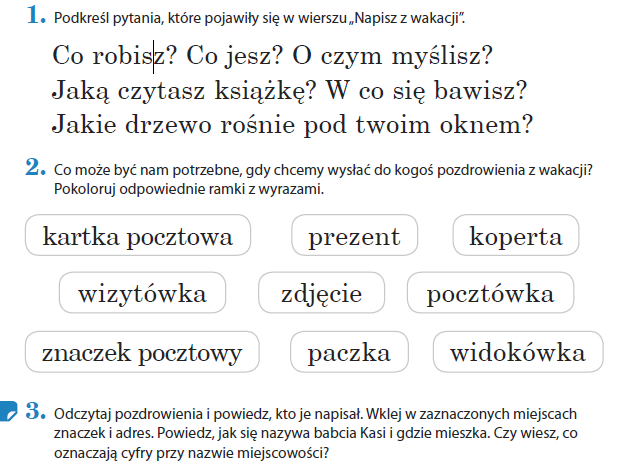 1. Podkreśl pytania, które pojawiły się w wierszu „Napisz z wakacji”.
Co robisz? Co jesz? O czym myślisz?
Jaką czytasz książkę? W co się bawisz?
Jakie drzewo rośnie pod twoim oknem?
2. Co może być nam potrzebne, gdy chcemy wysłać do kogoś pozdrowienia z wakacji?
Pokoloruj odpowiednie ramki z wyrazami.
kartka pocztowa prezent koperta
wizytówka zdjęcie pocztówka
znaczek pocztowy paczka widokówka
3. Odczytaj pozdrowienia i powiedz, kto je napisał. Wklej w zaznaczonych miejscach
znaczek i adres. Powiedz, jak się nazywa babcia Kasi i gdzie mieszka. Czy wiesz, co
oznaczają cyfry przy nazwie miejscowości?